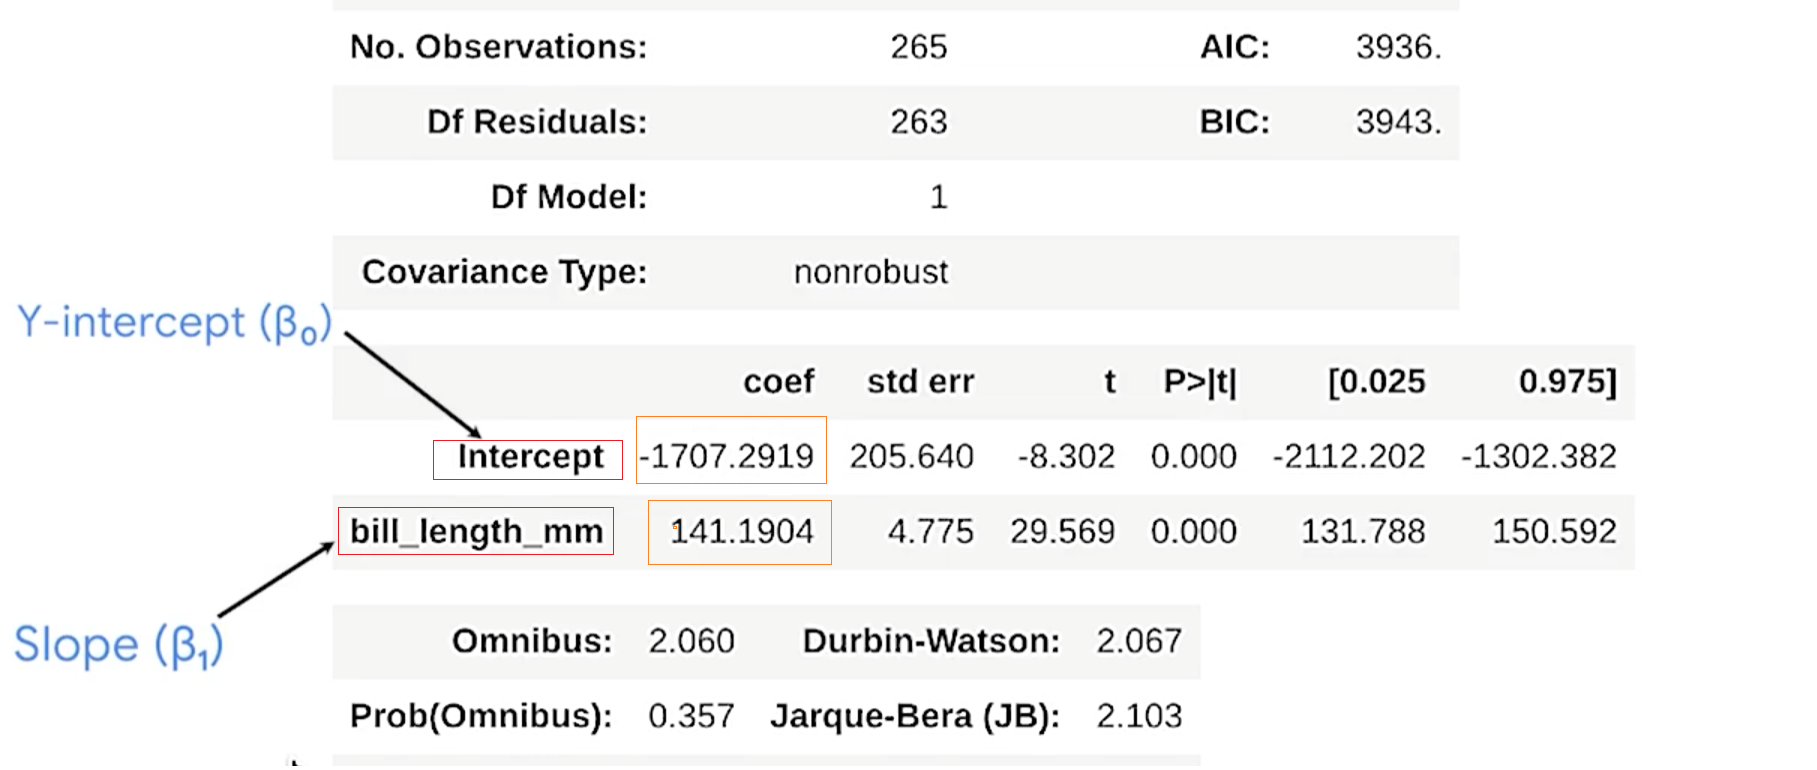 No. Observations: 265 AIC: 3936.
Df Residuals: 263 BIC: 3943.
Df Model: 1
Covariance Type: nonrobust
Y-intercept (β₀)
coef std err t P>|t| [0.025 0.975]
Intercept -1707.2919 205.640 -8.302 0.000 -2112.202 -1302.382
bill_length_mm 141.1904 4.775 29.569 0.000 131.788 150.592
Slope (β₁)
Omnibus: 2.060 Durbin-Watson: 2.067
Prob(Omnibus): 0.357 Jarque-Bera (JB): 2.103